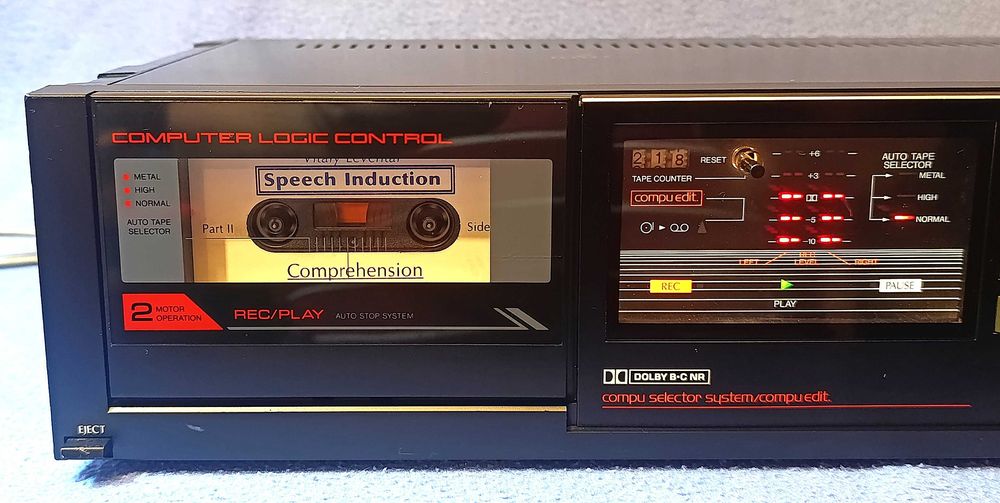 COMPUTER LOGIC CONTROL
METAL
HIGH
NORMAL
AUTO TAPE
SELECTOR
Vitaly Levental
Speech Induction
Part II
Side
Comprehension
2 MOTOR
OPERATION
REC/PLAY AUTO STOP SYSTEM
EJECT
218
RESET
TAPE COUNTER
compu edit.
+6
+3
-5
-10
LEFT
REC
LEVEL
RIGHT
AUTO TAPE
SELECTOR
METAL
HIGH
NORMAL
REC
PAUSE
PLAY
DOLBY B•C NR
compu selector system/compu edit.